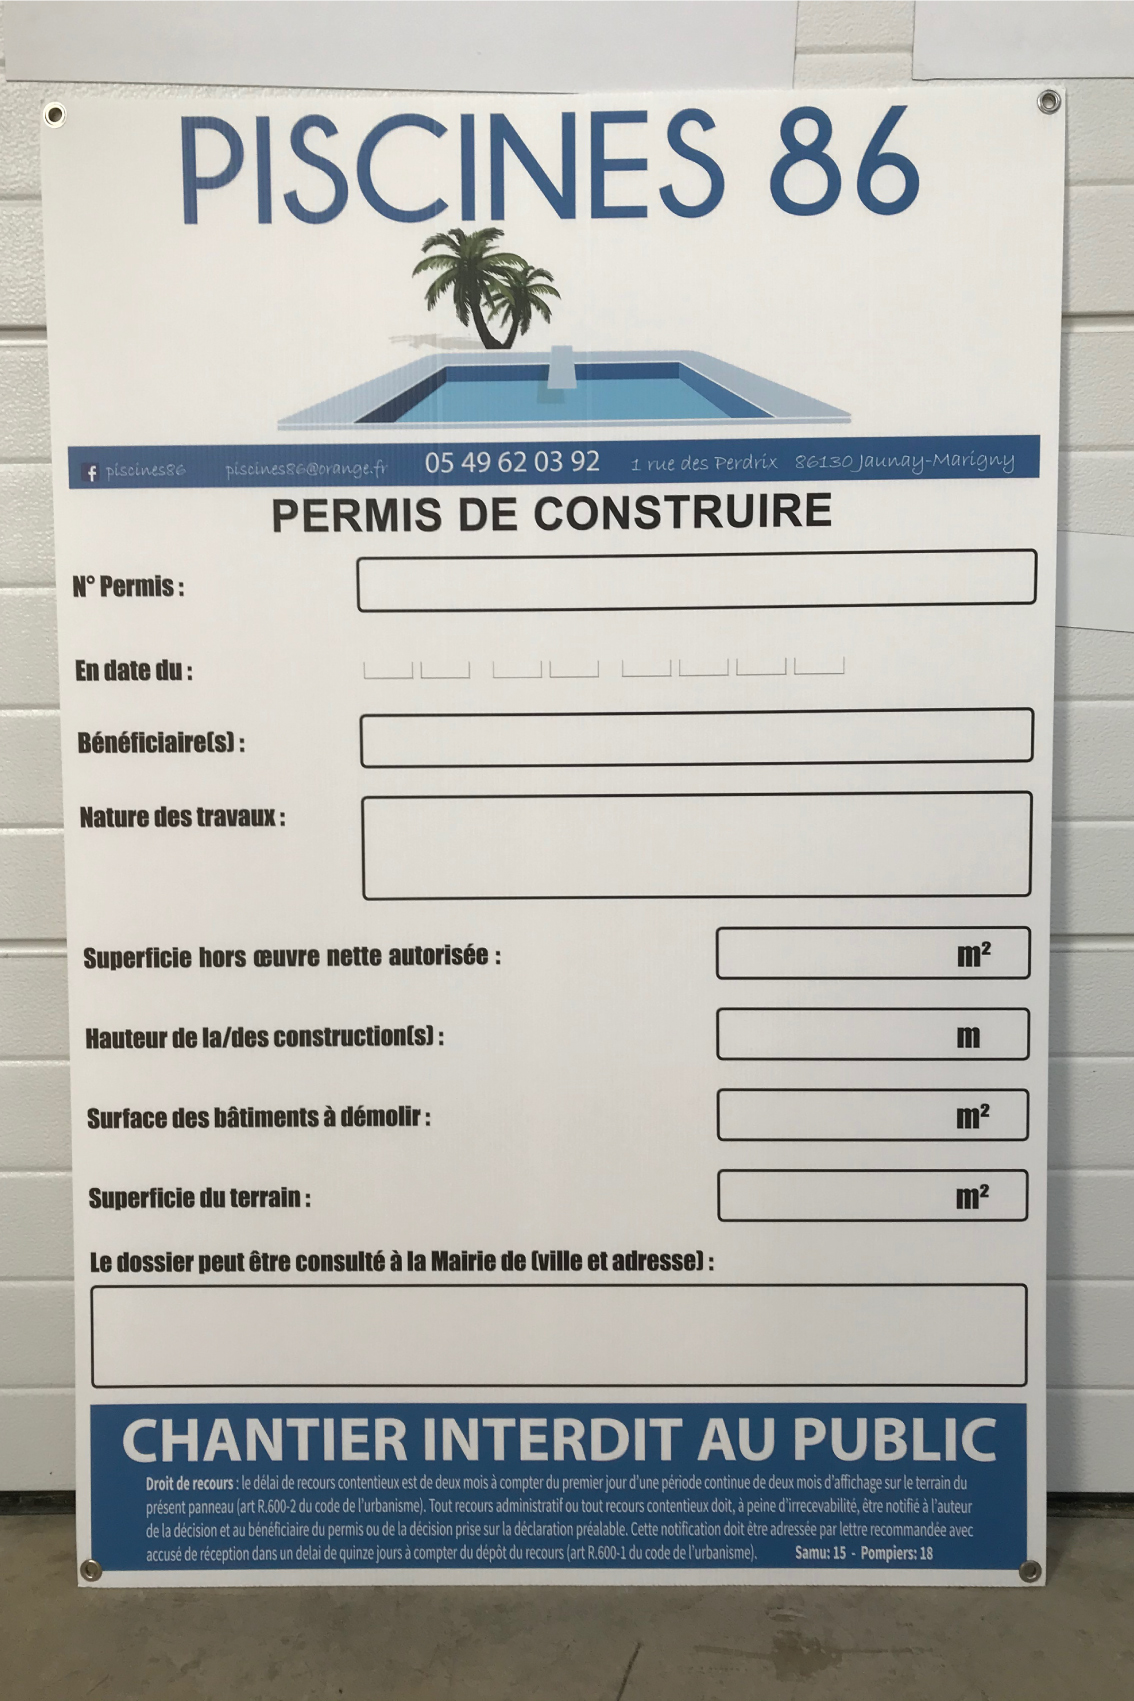 PISCINES 86
f piscines86 piscines86@orange.fr 05 49 62 03 92 1 rue des Perdrix 86130 Jaunay-Marigny
PERMIS DE CONSTRUIRE
N° Permis :
En date du :
Bénéficiaire(s) :
Nature des travaux :
Superficie hors œuvre nette autorisée : m²
Hauteur de la/des construction(s) : m
Surface des bâtiments à démolir : m²
Superficie du terrain : m²
Le dossier peut être consulté à la Mairie de (ville et adresse) :
CHANTIER INTERDIT AU PUBLIC
Droit de recours : le délai de recours contentieux est de deux mois à compter du premier jour d'une période continue de deux mois d'affichage sur le terrain du
présent panneau (art R.600-2 du code de l'urbanisme). Tout recours administratif ou tout recours contentieux doit, à peine d'irrecevabilité, être notifié à l'auteur
de la décision et au bénéficiaire du permis ou de la décision prise sur la déclaration préalable. Cette notification doit être adressée par lettre recommandée avec
accusé de réception dans un delai de quinze jours à compter du dépôt du recours (art R.600-1 du code de l'urbanisme). Samu: 15 - Pompiers: 18